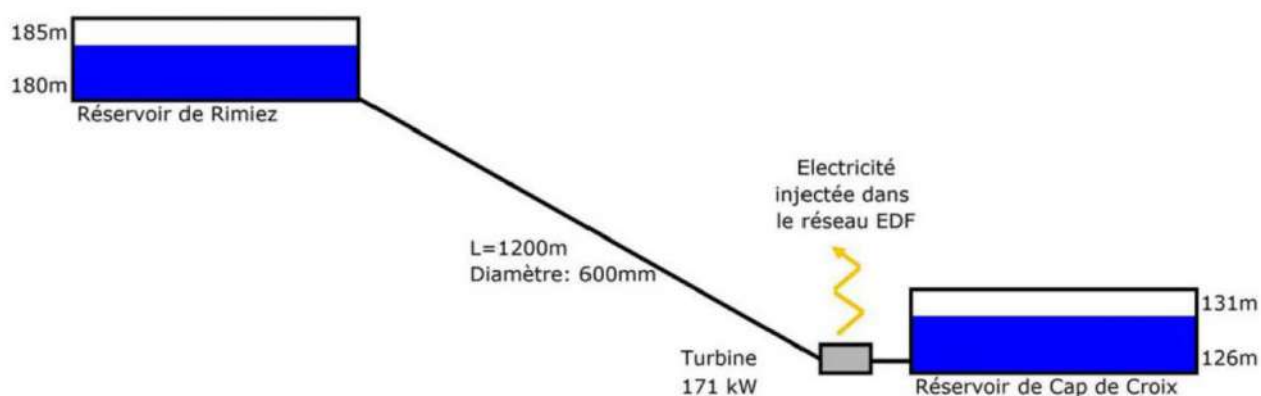 185m
180m
Réservoir de Rimiez
Electricité
injectée dans
le réseau EDF
L=1200m
Diamètre: 600mm
131m
126m
Turbine
171 kW
Réservoir de Cap de Croix